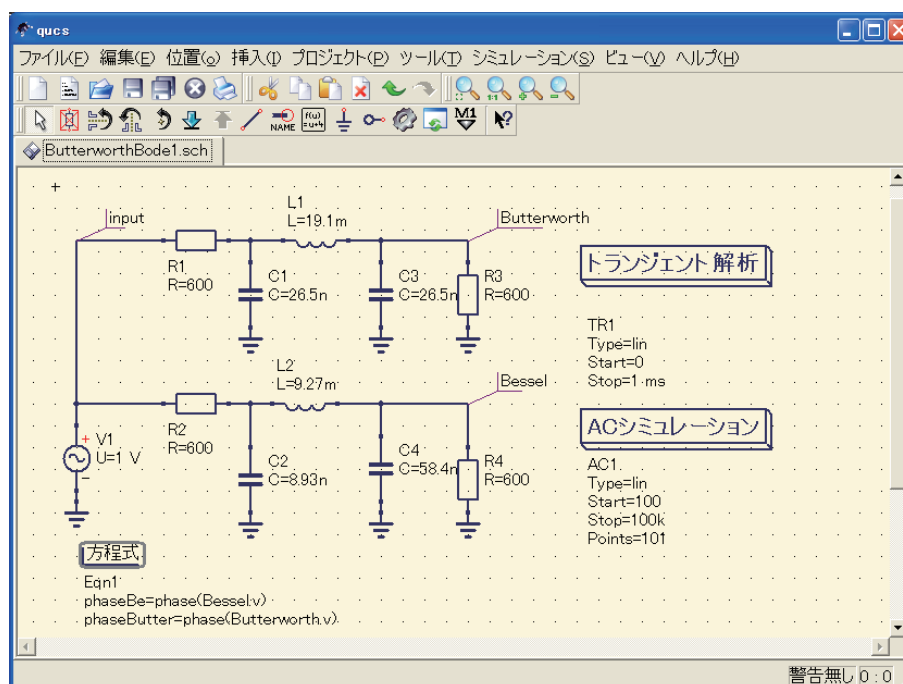 qucs
ファイル(F) 編集(E) 位置(o) 挿入(I) プロジェクト(P) ツール(T) シミュレーション(S) ビュー(V) ヘルプ(H)
NAME
f(ω)
=u+4
M1
ButterworthBode1.sch
input
L1
L=19.1m
Butterworth
R1
R=600
C1
C=26.5n
C3
C=26.5n
R3
R=600
トランジェント解析
TR1
Type=lin
Start=0
Stop=1 ms
L2
L=9.27m
Bessel
R2
R=600
C2
C=8.93n
C4
C=58.4n
R4
R=600
V1
U=1 V
ACシミュレーション
AC1
Type=lin
Start=100
Stop=100k
Points=101
方程式
Eqn1
phaseBe=phase(Bessel.v)
phaseButter=phase(Butterworth.v)
警告無し 0 : 0